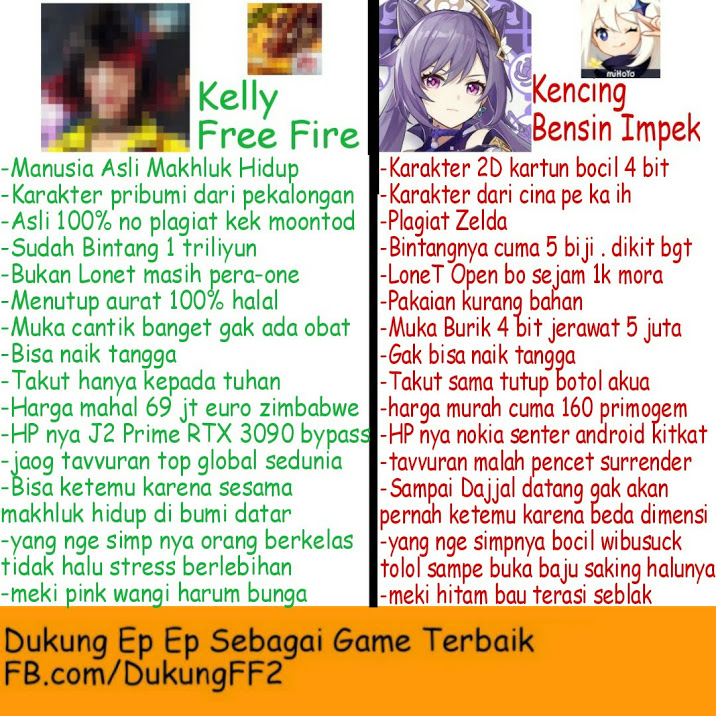 Kelly
Free Fire
-Manusia Asli Makhluk Hidup
-Karakter pribumi dari pekalongan
-Asli 100% no plagiat kek moontod
-Sudah Bintang 1 triliyun
-Bukan Lonet masih pera-one
-Menutup aurat 100% halal
-Muka cantik banget gak ada obat
-Bisa naik tangga
-Takut hanya kepada tuhan
-Harga mahal 69 jt euro zimbabwe
-HP nya J2 Prime RTX 3090 bypass
-jaog tavvuran top global sedunia
-Bisa ketemu karena sesama
makhluk hidup di bumi datar
-yang nge simp nya orang berkelas
tidak halu stress berlebihan
-meki pink wangi harum bunga
miHoYo
Kencing
Bensin Impek
-Karakter 2D kartun bocil 4 bit
-Karakter dari cina pe ka ih
-Plagiat Zelda
-Bintangnya cuma 5 biji . dikit bgt
-LoneT Open bo sejam 1k mora
-Pakaian kurang bahan
-Muka Burik 4 bit jerawat 5 juta
-Gak bisa naik tangga
-Takut sama tutup botol akua
-harga murah cuma 160 primogem
-HP nya nokia senter android kitkat
-tavvuran malah pencet surrender
-Sampai Dajjal datang gak akan
pernah ketemu karena beda dimensi
-yang nge simpnya bocil wibusuck
tolol sampe buka baju saking halunya
-meki hitam bau terasi seblak
Dukung Ep Ep Sebagai Game Terbaik
FB.com/DukungFF2